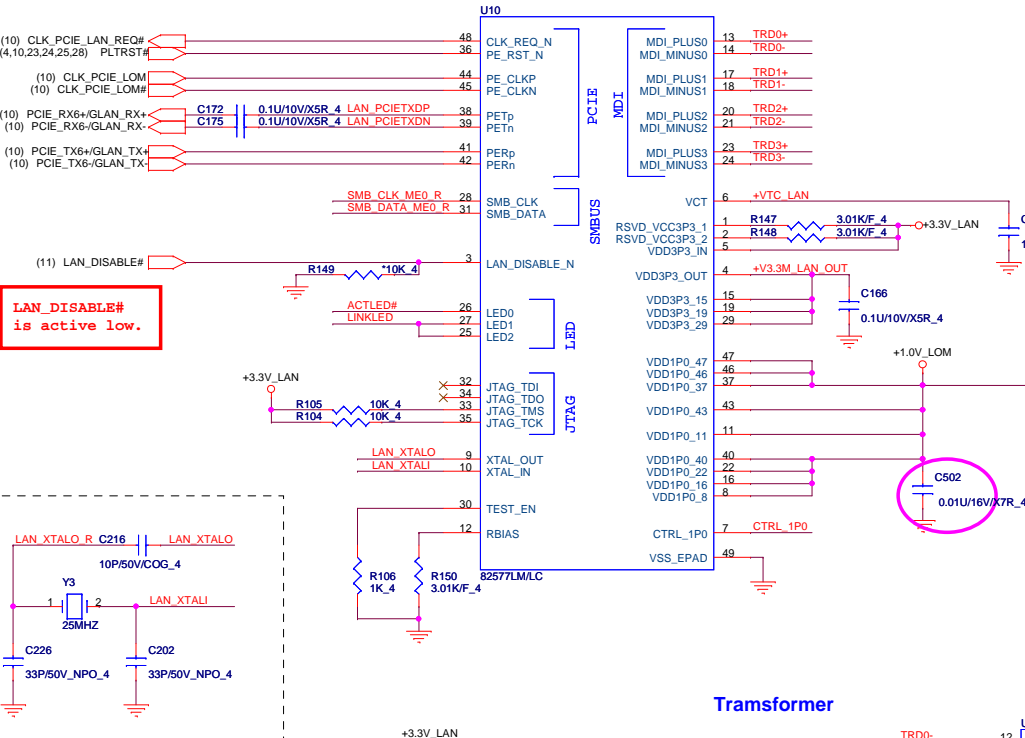 U10
(10) CLK_PCIE_LAN_REQ#
(4,10,23,24,25,28) PLTRST#
(10) CLK_PCIE_LOM
(10) CLK_PCIE_LOM#
(10) PCIE_RX6+/GLAN_RX+
(10) PCIE_RX6-/GLAN_RX-
(10) PCIE_TX6+/GLAN_TX+
(10) PCIE_TX6-/GLAN_TX-
C172 0.1U/10V/X5R_4 LAN_PCIETXDP
C175 0.1U/10V/X5R_4 LAN_PCIETXDN
48 CLK_REQ_N
36 PE_RST_N
44 PE_CLKP
45 PE_CLKN
38 PETp
39 PETn
41 PERp
42 PERn
PCIE
SMB_CLK_ME0_R 28 SMB_CLK
SMB_DATA_ME0_R 31 SMB_DATA
SMBUS
(11) LAN_DISABLE# 3 LAN_DISABLE_N
R149 *10K_4
LAN_DISABLE#
is active low.
ACTLED# 26 LED0
LINKLED 27 LED1
25 LED2
LED
+3.3V_LAN
32 JTAG_TDI
34 JTAG_TDO
R105 10K_4 33 JTAG_TMS
R104 10K_4 35 JTAG_TCK
JTAG
LAN_XTALO 9 XTAL_OUT
LAN_XTALI 10 XTAL_IN
30 TEST_EN
12 RBIAS
R106
1K_4
R150
3.01K/F_4
82577LM/LC
MDI
MDI_PLUS0 13 TRD0+
MDI_MINUS0 14 TRD0-
MDI_PLUS1 17 TRD1+
MDI_MINUS1 18 TRD1-
MDI_PLUS2 20 TRD2+
MDI_MINUS2 21 TRD2-
MDI_PLUS3 23 TRD3+
MDI_MINUS3 24 TRD3-
VCT 6 +VTC_LAN
RSVD_VCC3P3_1 1 R147 3.01K/F_4
RSVD_VCC3P3_2 2 R148 3.01K/F_4
+3.3V_LAN
VDD3P3_IN 5
VDD3P3_OUT 4 +V3.3M_LAN_OUT
VDD3P3_15 15
VDD3P3_19 19
VDD3P3_29 29
C166
0.1U/10V/X5R_4
+1.0V_LOM
VDD1P0_47 47
VDD1P0_46 46
VDD1P0_37 37
VDD1P0_43 43
VDD1P0_11 11
VDD1P0_40 40
VDD1P0_22 22
VDD1P0_16 16
VDD1P0_8 8
C502
0.01U/16V/X7R_4
CTRL_1P0 7 CTRL_1P0
VSS_EPAD 49
LAN_XTALO_R C216 LAN_XTALO
10P/50V/COG_4
Y3
1 2 LAN_XTALI
25MHZ
C226
33P/50V_NPO_4
C202
33P/50V_NPO_4
Tramsformer
+3.3V_LAN
TRD0-
12